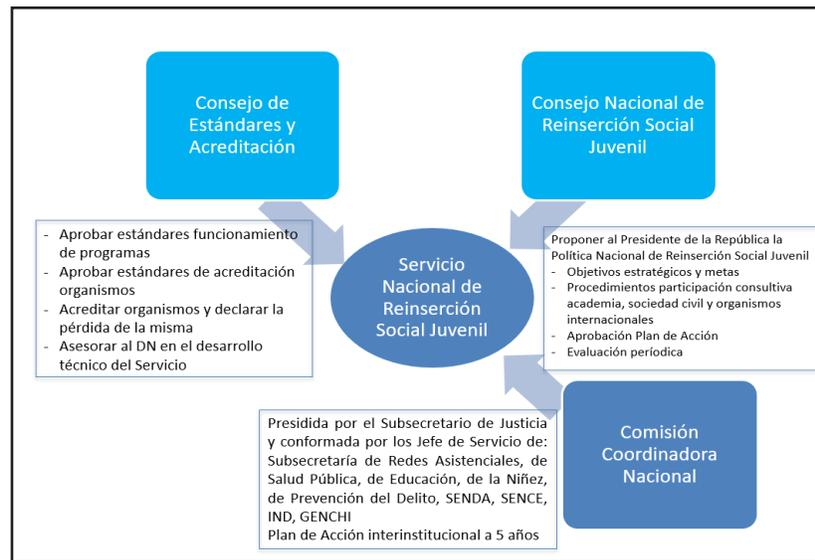 Consejo de
Estándares y
Acreditación
Consejo Nacional de
Reinserción Social
Juvenil
- Aprobar estándares funcionamiento
de programas
- Aprobar estándares de acreditación
organismos
- Acreditar organismos y declarar la
pérdida de la misma
- Asesorar al DN en el desarrollo
técnico del Servicio
Servicio
Nacional de
Reinserción
Social Juvenil
Proponer al Presidente de la República la
Política Nacional de Reinserción Social Juvenil
- Objetivos estratégicos y metas
- Procedimientos participación consultiva
academia, sociedad civil y organismos
internacionales
- Aprobación Plan de Acción
- Evaluación períodica
Presidida por el Subsecretario de Justicia
y conformada por los Jefe de Servicio de:
Subsecretaría de Redes Asistenciales, de
Salud Pública, de Educación, de la Niñez,
de Prevención del Delito, SENDA, SENCE,
IND, GENCHI
Plan de Acción interinstitucional a 5 años
Comisión
Coordinadora
Nacional